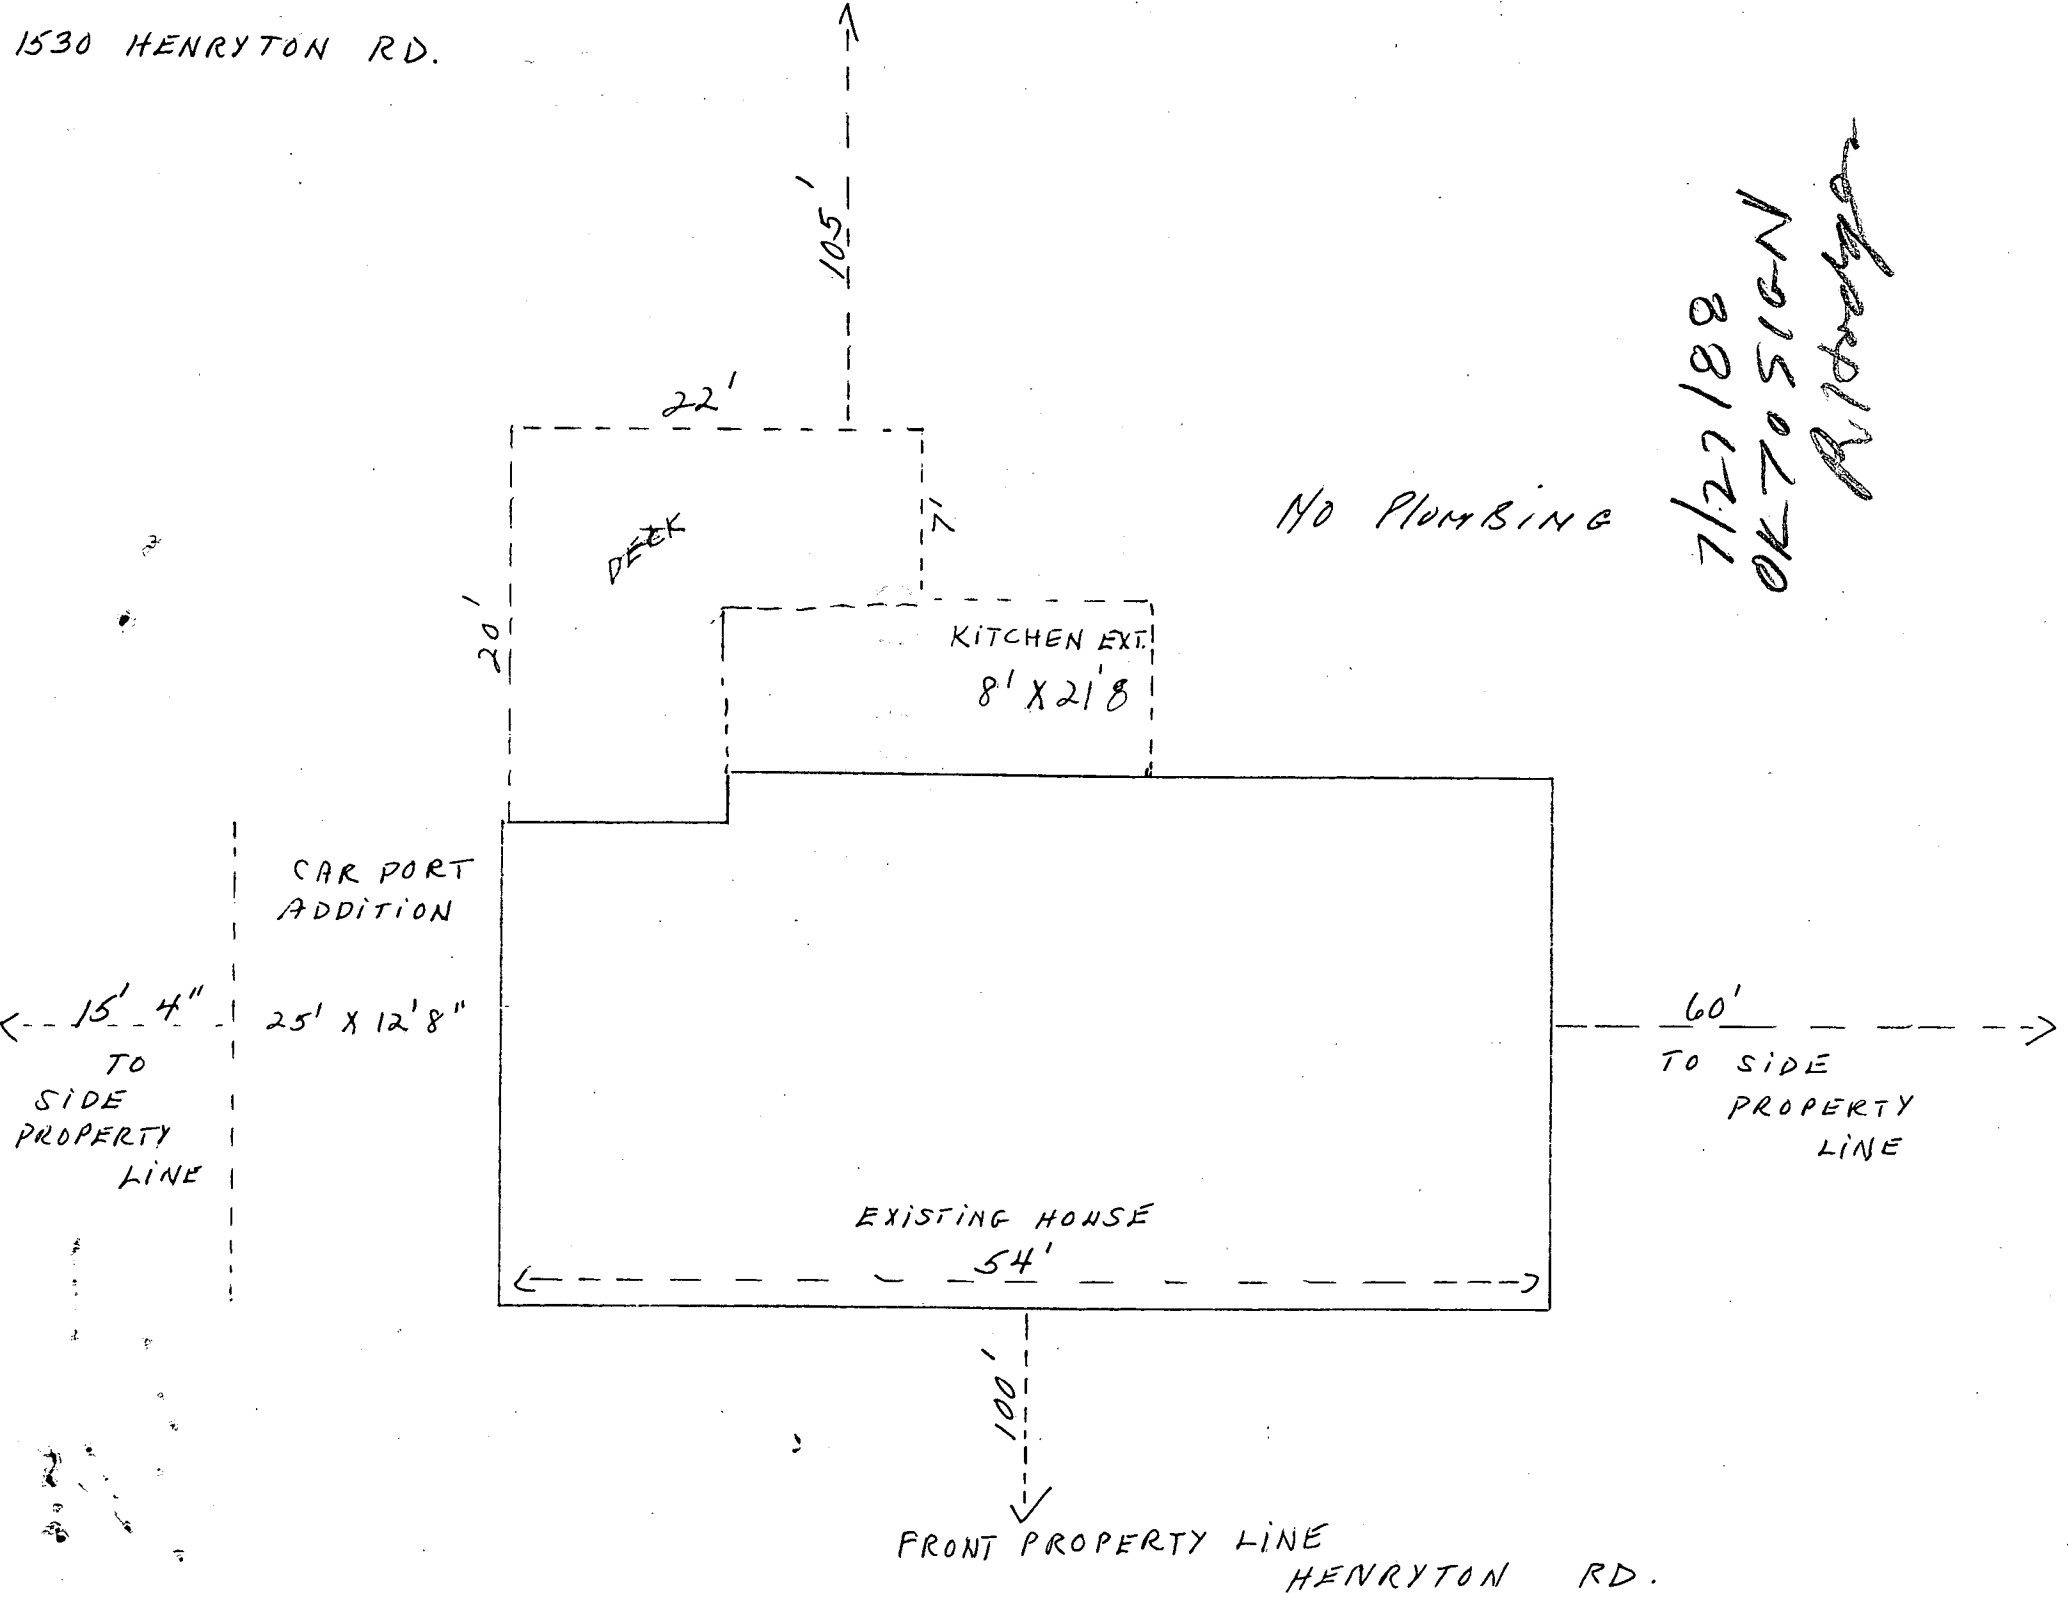 1530 HENRYTON RD.
105'
7/27/88
OK TO SIGN
22'
DECK
7'
NO PLUMBING
20'
KITCHEN EXT.
8' X 21'8
CAR PORT
ADDITION
15' 4"
25' X 12'8"
60'
TO
SIDE
PROPERTY
LINE
TO SIDE
PROPERTY
LINE
EXISTING HOUSE
54'
100'
FRONT PROPERTY LINE
HENRYTON RD.